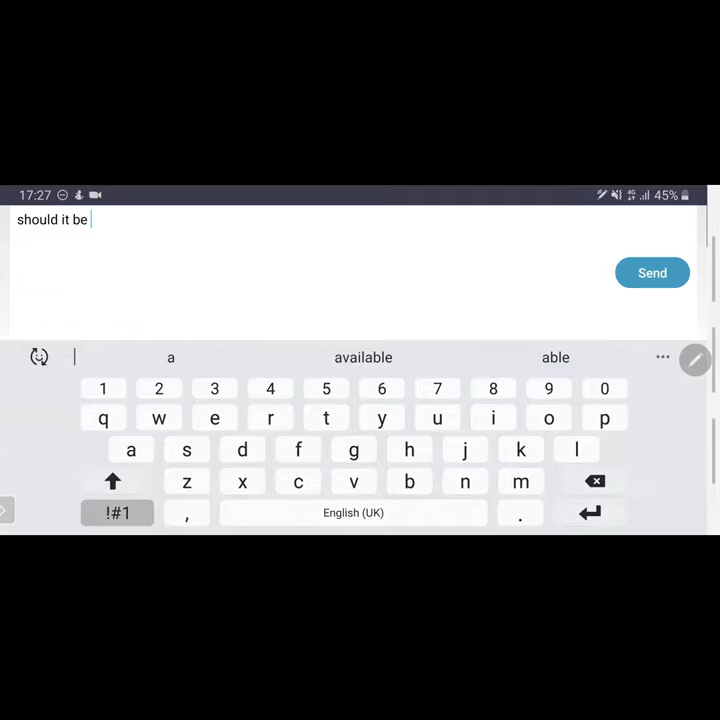 17:27 4G 45%
should it be
Send
a available able
1 2 3 4 5 6 7 8 9 0
q w e r t y u i o p
a s d f g h j k l
z x c v b n m
!#1 , English (UK) .